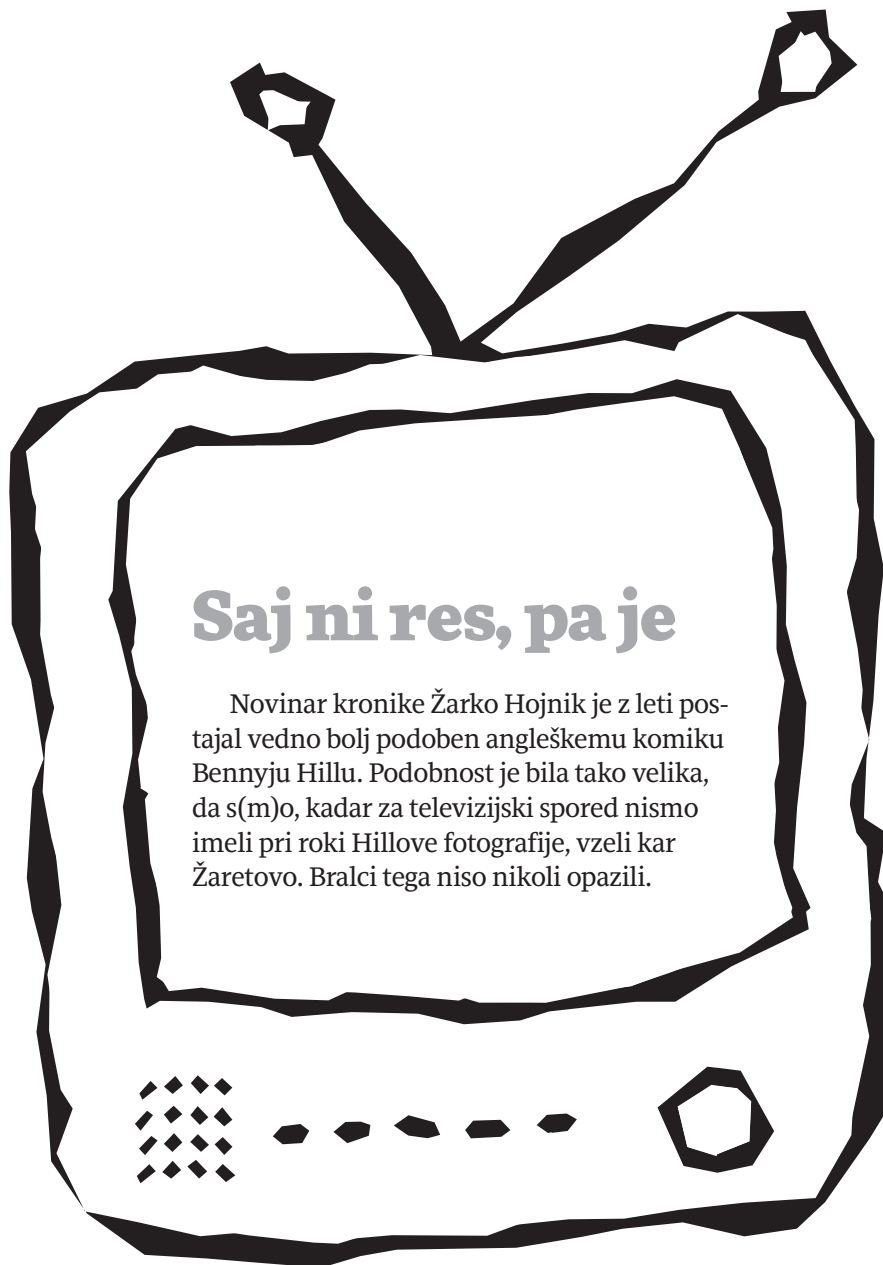 Saj ni res, pa je
Novinar kronike Žarko Hojnik je z leti pos-
tajal vedno bolj podoben angleškemu komiku
Bennyju Hillu. Podobnost je bila tako velika,
da s(m)o, kadar za televizijski spored nismo
imeli pri roki Hillove fotografije, vzeli kar
Žaretovo. Bralci tega niso nikoli opazili.